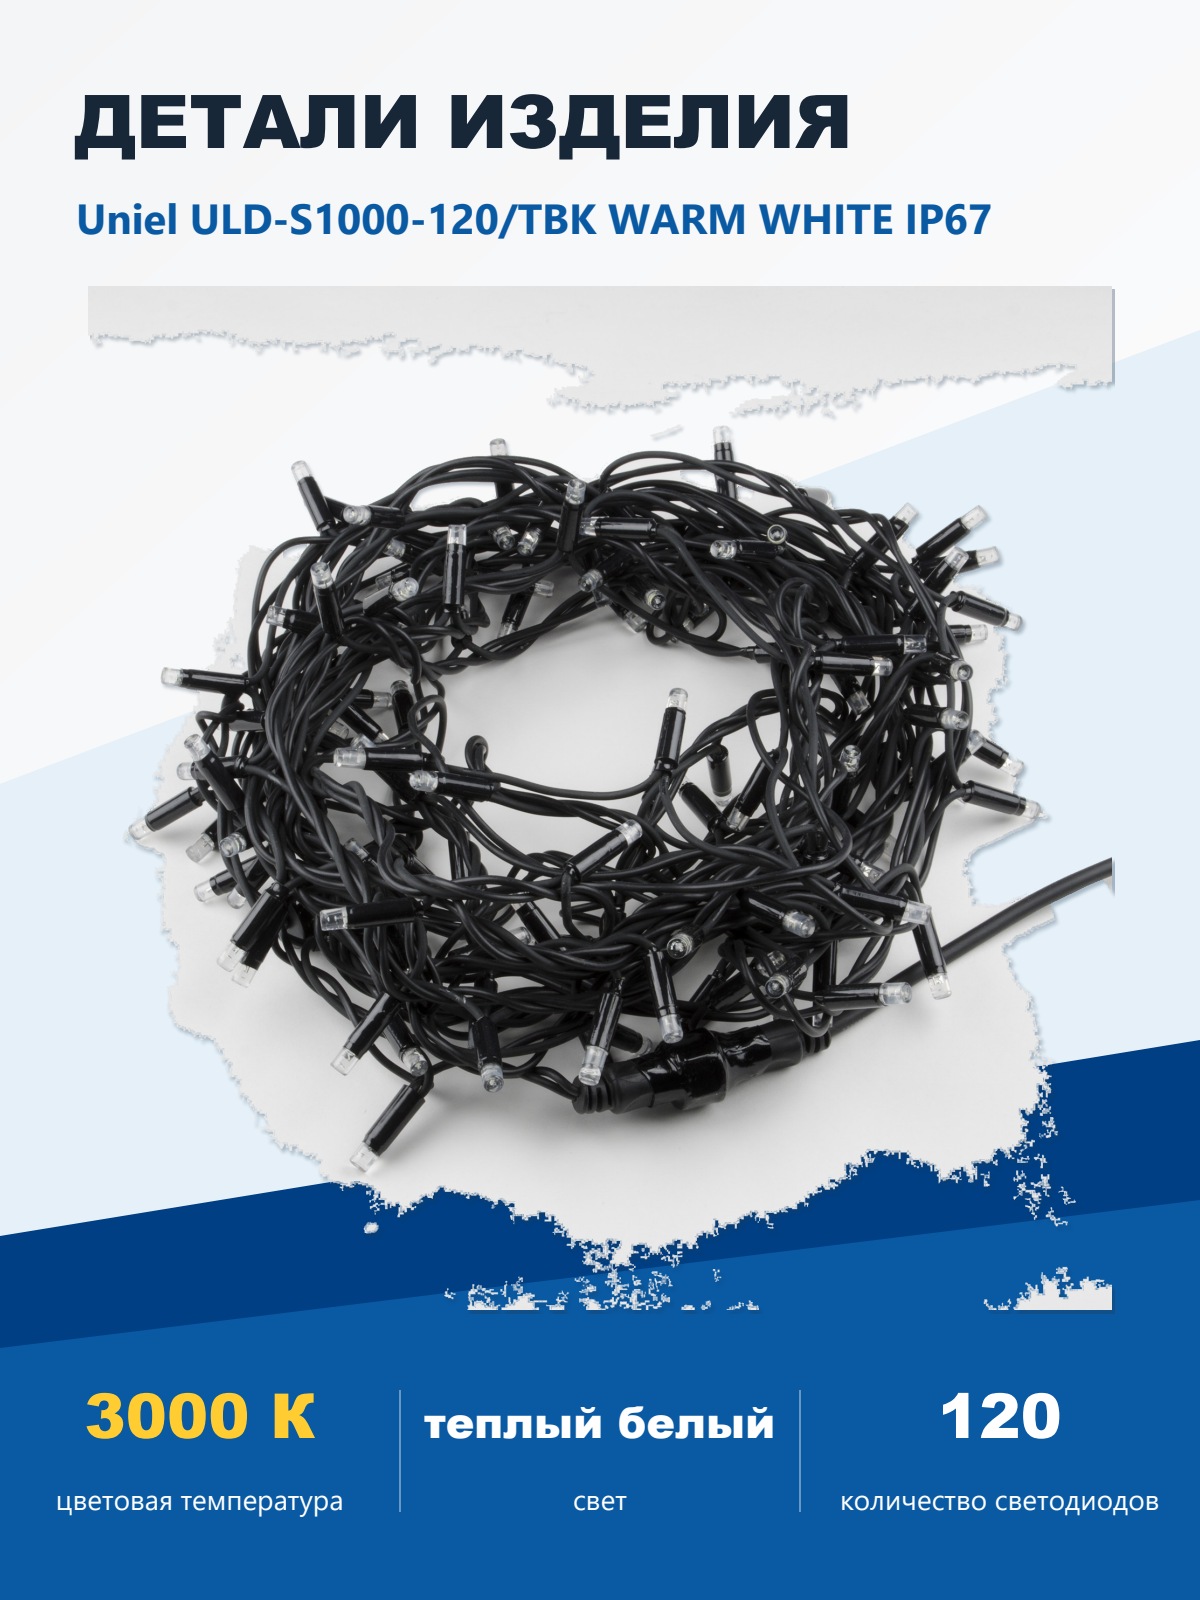 ДЕТАЛИ ИЗДЕЛИЯ
Uniel ULD-S1000-120/TBK WARM WHITE IP67
3000 К
цветовая температура
теплый белый
свет
120
количество светодиодов